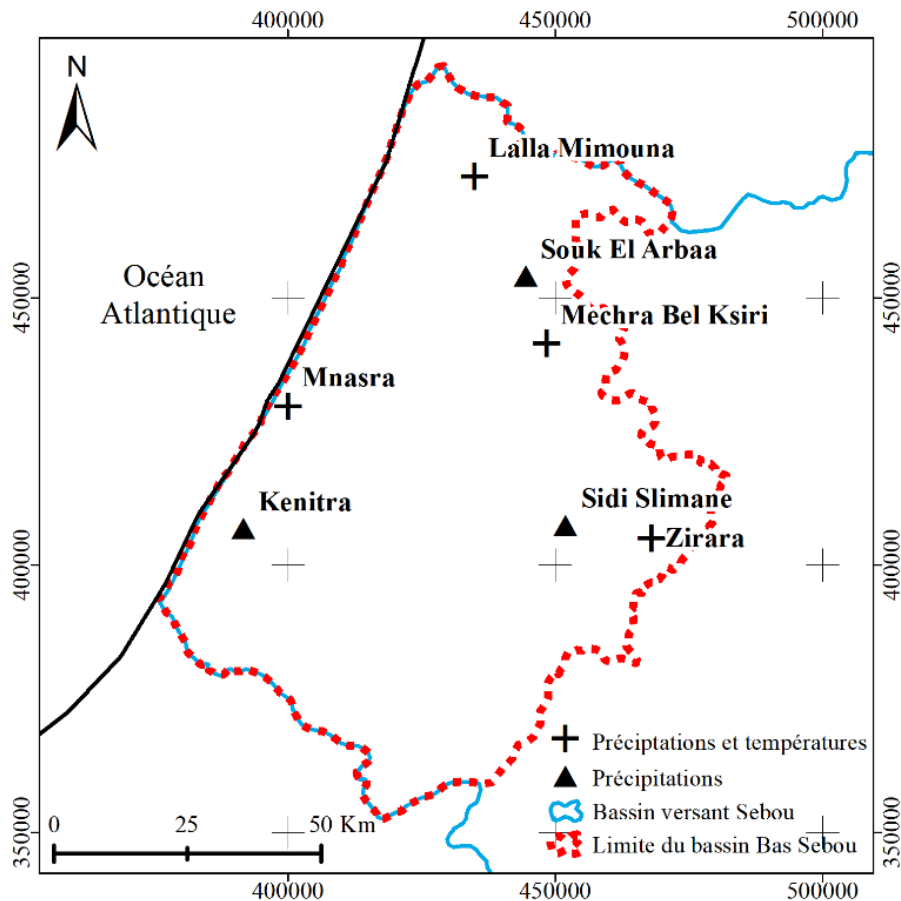 400000
450000
500000
N
Lalla Mimouna
Souk El Arbaa
Océan
Atlantique
450000
450000
Mechra Bel Ksiri
Mnasra
Kenitra
Sidi Slimane
Zirara
400000
400000
Préciptations et températures
Précipitations
Bassin versant Sebou
Limite du bassin Bas Sebou
0 25 50 Km
350000
350000
400000
450000
500000